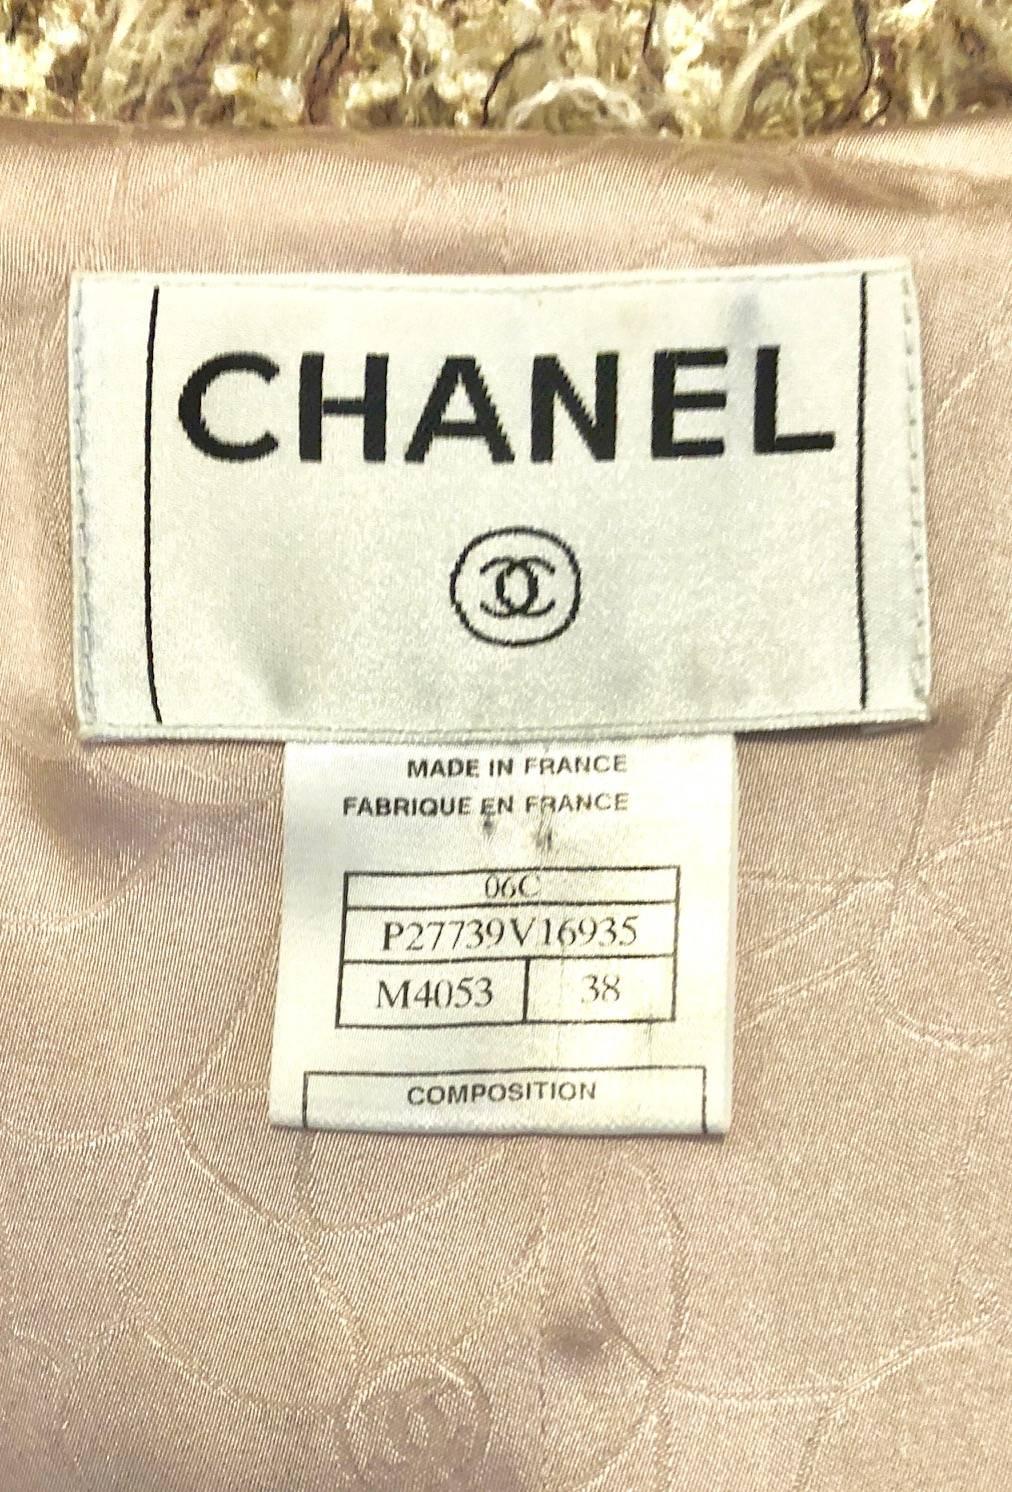 CHANEL
MADE IN FRANCE
FABRIQUE EN FRANCE
06C
P27739V16935
M4053 38
COMPOSITION